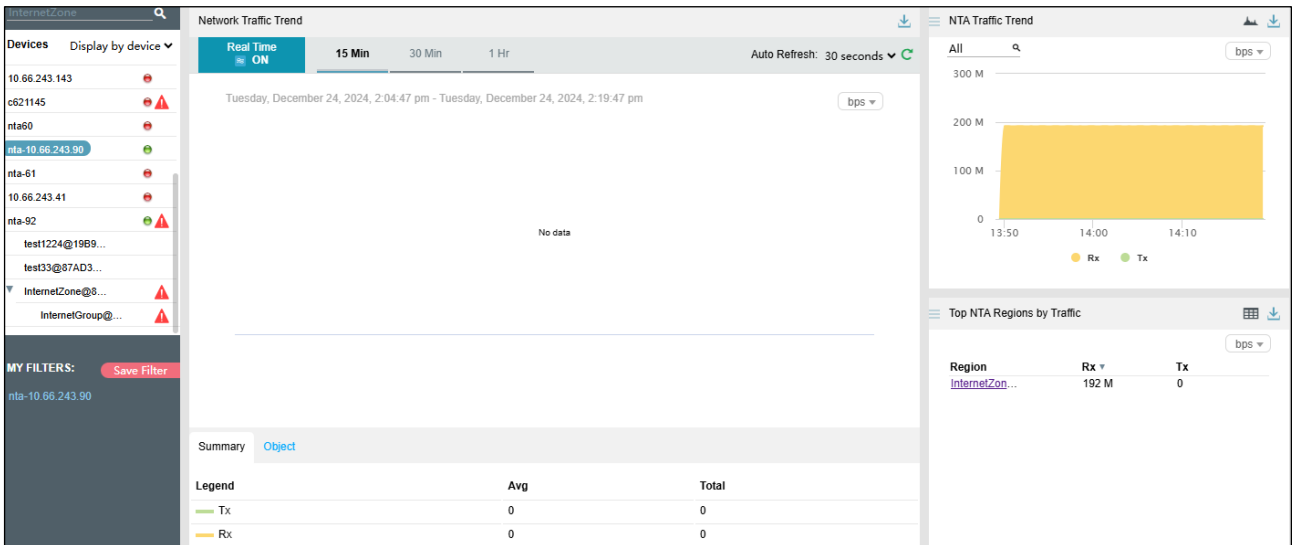 InternetZone
Devices Display by device
10.66.243.143
c621145
nta60
nta-10.66.243.90
nta-61
10.66.243.41
nta-92
test1224@19B9...
test33@87AD3...
InternetZone@8...
InternetGroup@...
MY FILTERS: Save Filter
nta-10.66.243.90
Network Traffic Trend
Real Time
ON
15 Min 30 Min 1 Hr
Auto Refresh: 30 seconds
Tuesday, December 24, 2024, 2:04:47 pm - Tuesday, December 24, 2024, 2:19:47 pm
bps
No data
Summary Object
Legend Avg Total
Tx 0 0
Rx 0 0
NTA Traffic Trend
All
bps
300 M
200 M
100 M
0
13:50 14:00 14:10
Rx Tx
Top NTA Regions by Traffic
bps
Region Rx Tx
InternetZon... 192 M 0